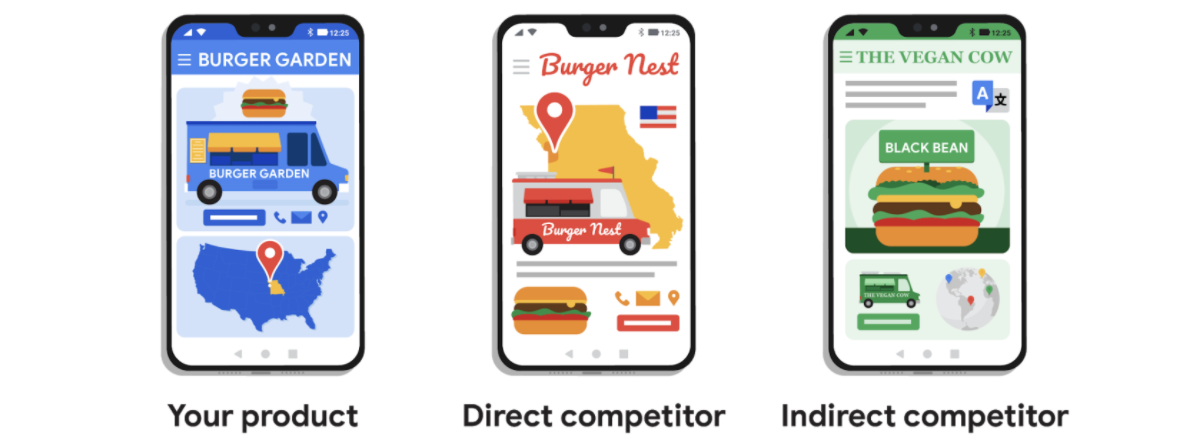 12:25
BURGER GARDEN
BURGER GARDEN
Your product
12:25
Burger Nest
Burger Nest
Direct competitor
12:25
THE VEGAN COW
A 文
BLACK BEAN
THE VEGAN COW
Indirect competitor